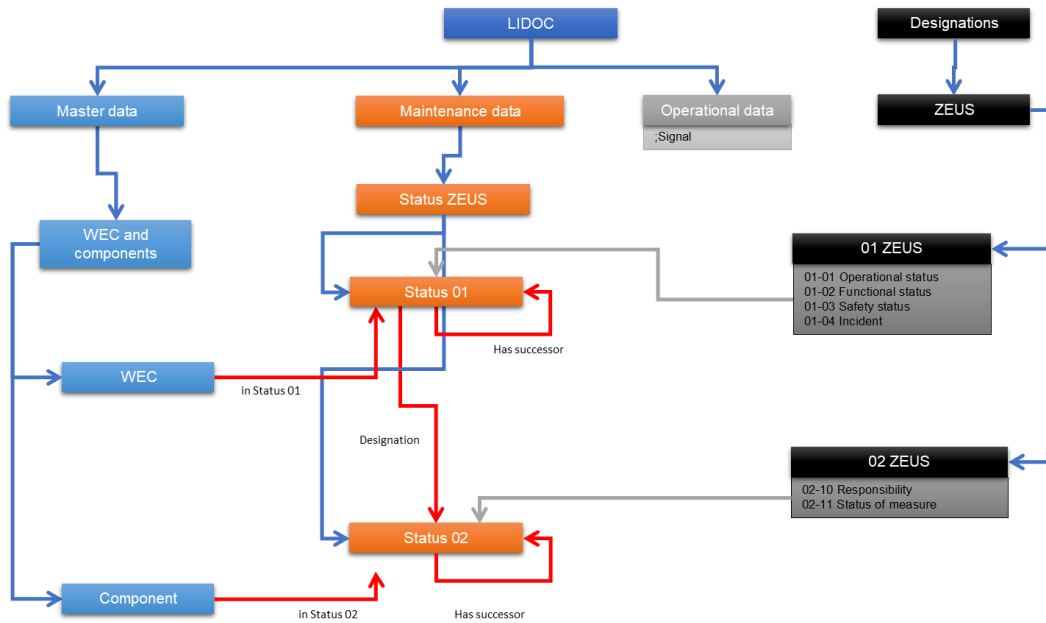 LIDOC
Designations
Master data
Maintenance data
Operational data
;Signal
ZEUS
Status ZEUS
WEC and
components
01 ZEUS
01-01 Operational status
01-02 Functional status
01-03 Safety status
01-04 Incident
Status 01
Has successor
WEC
in Status 01
Designation
02 ZEUS
02-10 Responsibility
02-11 Status of measure
Status 02
Component
in Status 02
Has successor